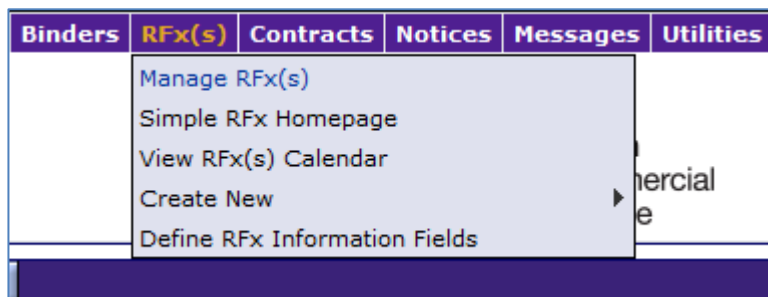 Binders RFx(s) Contracts Notices Messages Utilities
Manage RFx(s)
Simple RFx Homepage
View RFx(s) Calendar
Create New
Define RFx Information Fields